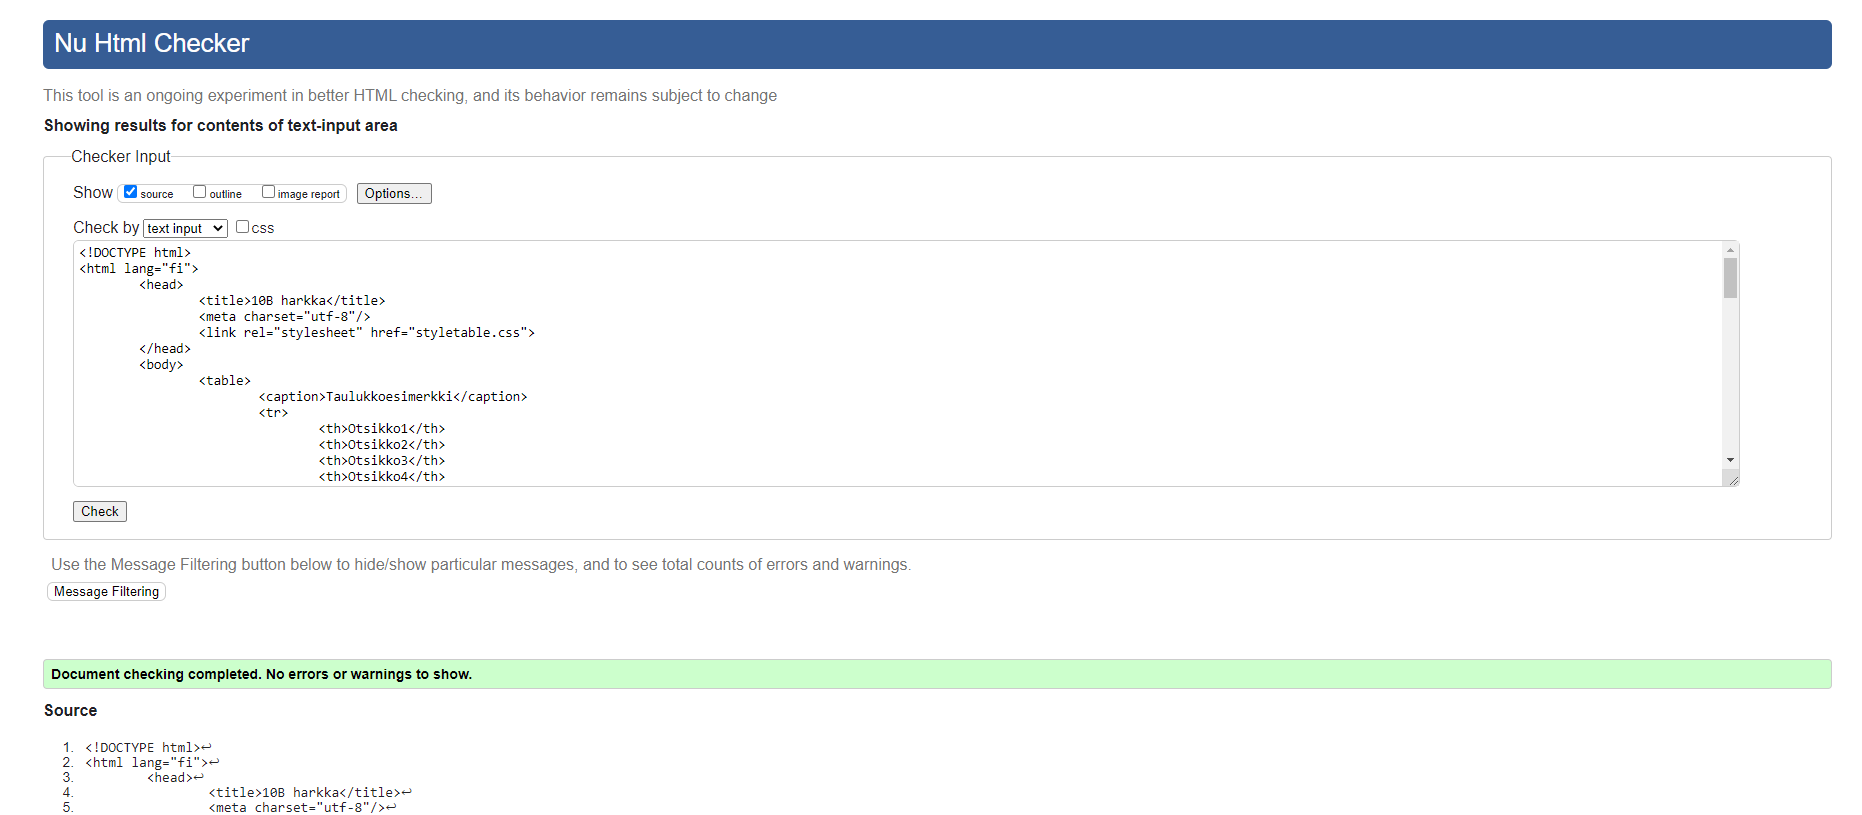 Nu Html Checker
This tool is an ongoing experiment in better HTML checking, and its behavior remains subject to change
Showing results for contents of text-input area
Checker Input
Show source outline image report Options...
Check by text input css
<!DOCTYPE html>
<html lang="fi">
<head>
<title>10B harkka</title>
<meta charset="utf-8"/>
<link rel="stylesheet" href="styletable.css">
</head>
<body>
<table>
<caption>Taulukkoesimerkki</caption>
<tr>
<th>Otsikko1</th>
<th>Otsikko2</th>
<th>Otsikko3</th>
<th>Otsikko4</th>
Check
Use the Message Filtering button below to hide/show particular messages, and to see total counts of errors and warnings.
Message Filtering
Document checking completed. No errors or warnings to show.
Source
1. <!DOCTYPE html>↩
2. <html lang="fi">↩
3. <head>↩
4. <title>10B harkka</title>↩
5. <meta charset="utf-8"/>↩